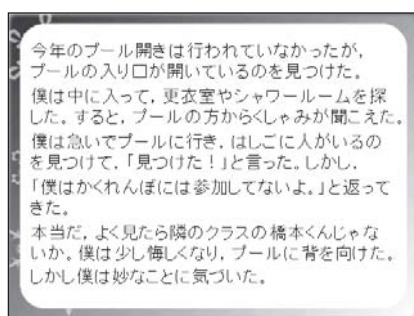 今年のプール開きは行われていなかったが,
プールの入り口が開いているのを見つけた。
僕は中に入って, 更衣室やシャワールームを探
した。すると, プールの方からくしゃみが聞こえた。
僕は急いでプールに行き, はしごに人がいるの
を見つけて, 「見つけた！」と言った。しかし,
「僕はかくれんぼには参加してないよ。」と返って
きた。
本当だ, よく見たら隣のクラスの橋本くんじゃな
いか。僕は少し悔しくなり, プールに背を向けた。
しかし僕は妙なことに気づいた。